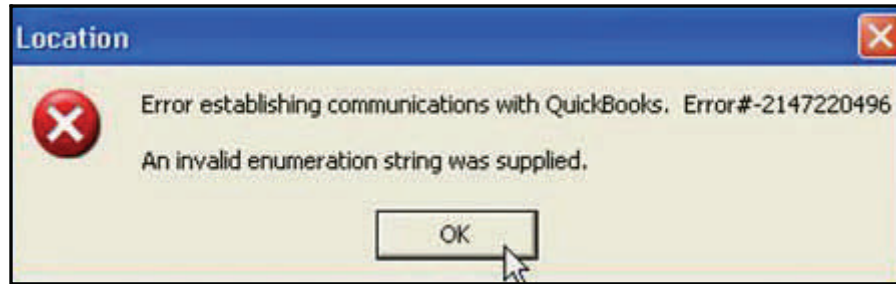 Location
Error establishing communications with QuickBooks. Error#-2147220496
An invalid enumeration string was supplied.
OK